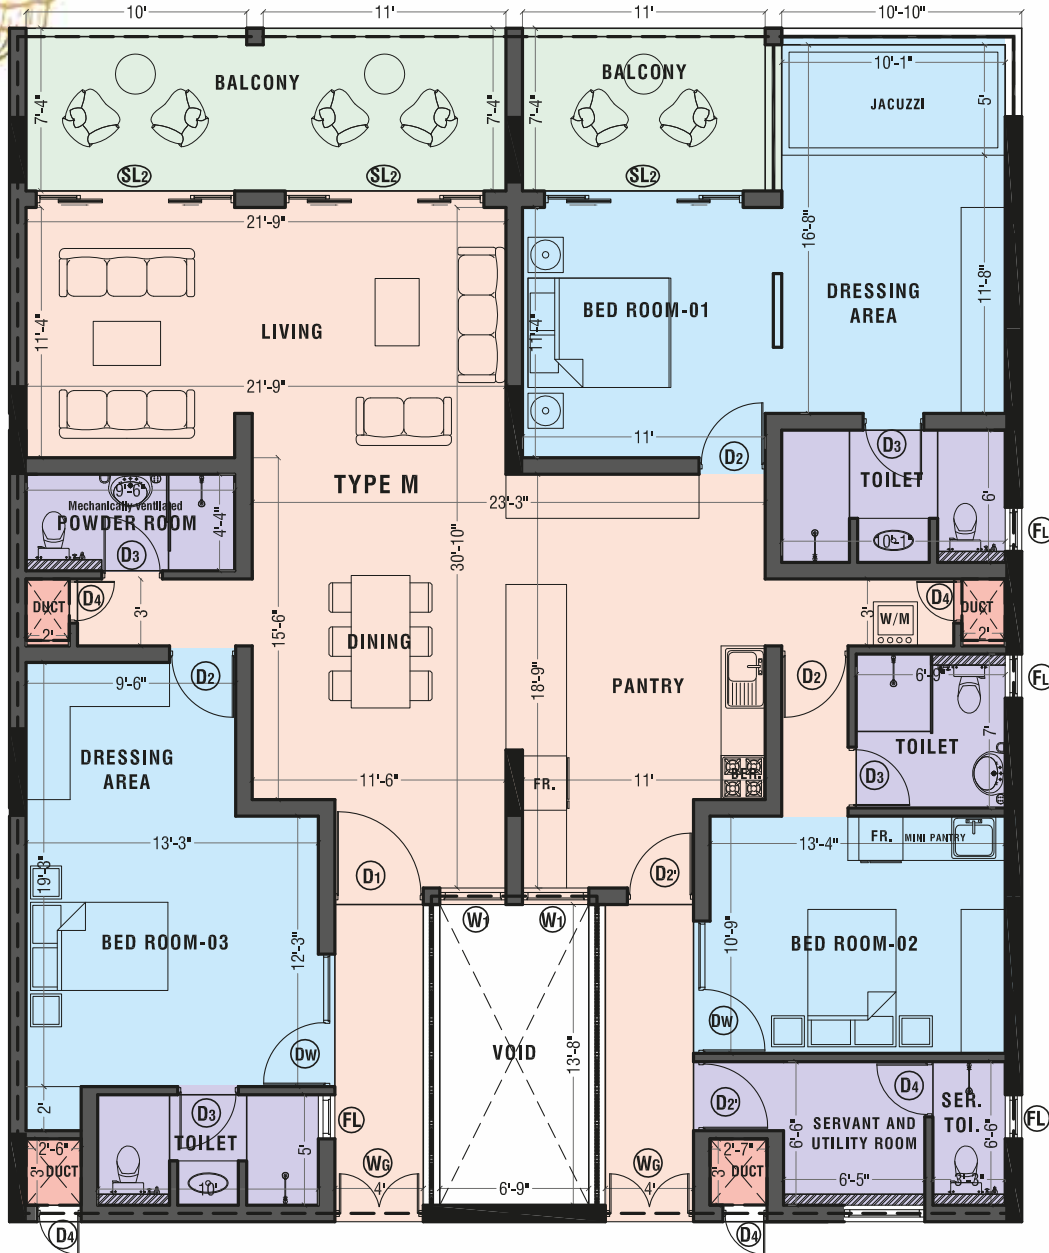 10'
11'
11'
10'-10"
7'-4"
BALCONY
7'-4"
7'-4"
BALCONY
10'-1"
JACUZZI
5'
SL2
SL2
SL2
21'-9"
16'-8"
11'-4"
LIVING
11'-4"
BED ROOM-01
DRESSING
AREA
11'-8"
21'-9"
11'
D2
D3
TYPE M
23'-3"
TOILET
6'
10'-1"
FL
9'-6"
Mechanically ventilated
POWDER ROOM
4'-4"
D3
30'-10"
DUCT
2'
D4
3'
15'-6"
DINING
18'-9"
3'
W/M
D4
DUCT
2'
9'-6"
D2
PANTRY
D2
6'-9"
FL
7'
TOILET
D3
DRESSING
AREA
11'-6"
FR.
11'
13'-3"
19'-3"
D1
D2'
13'-4"
FR.
MINI PANTRY
W1
W1
BED ROOM-03
12'-3"
10'-9"
BED ROOM-02
DW
VOID
13'-8"
DW
2'
D3
TOILET
5'
10'
FL
D2'
D4
SERVANT AND
UTILITY ROOM
6'-6"
6'-5"
SER.
TOI.
6'-6"
3'-3"
FL
2'-6"
3'
DUCT
WG
4'
6'-9"
WG
4'
2'-7"
3'
DUCT
D4
D4